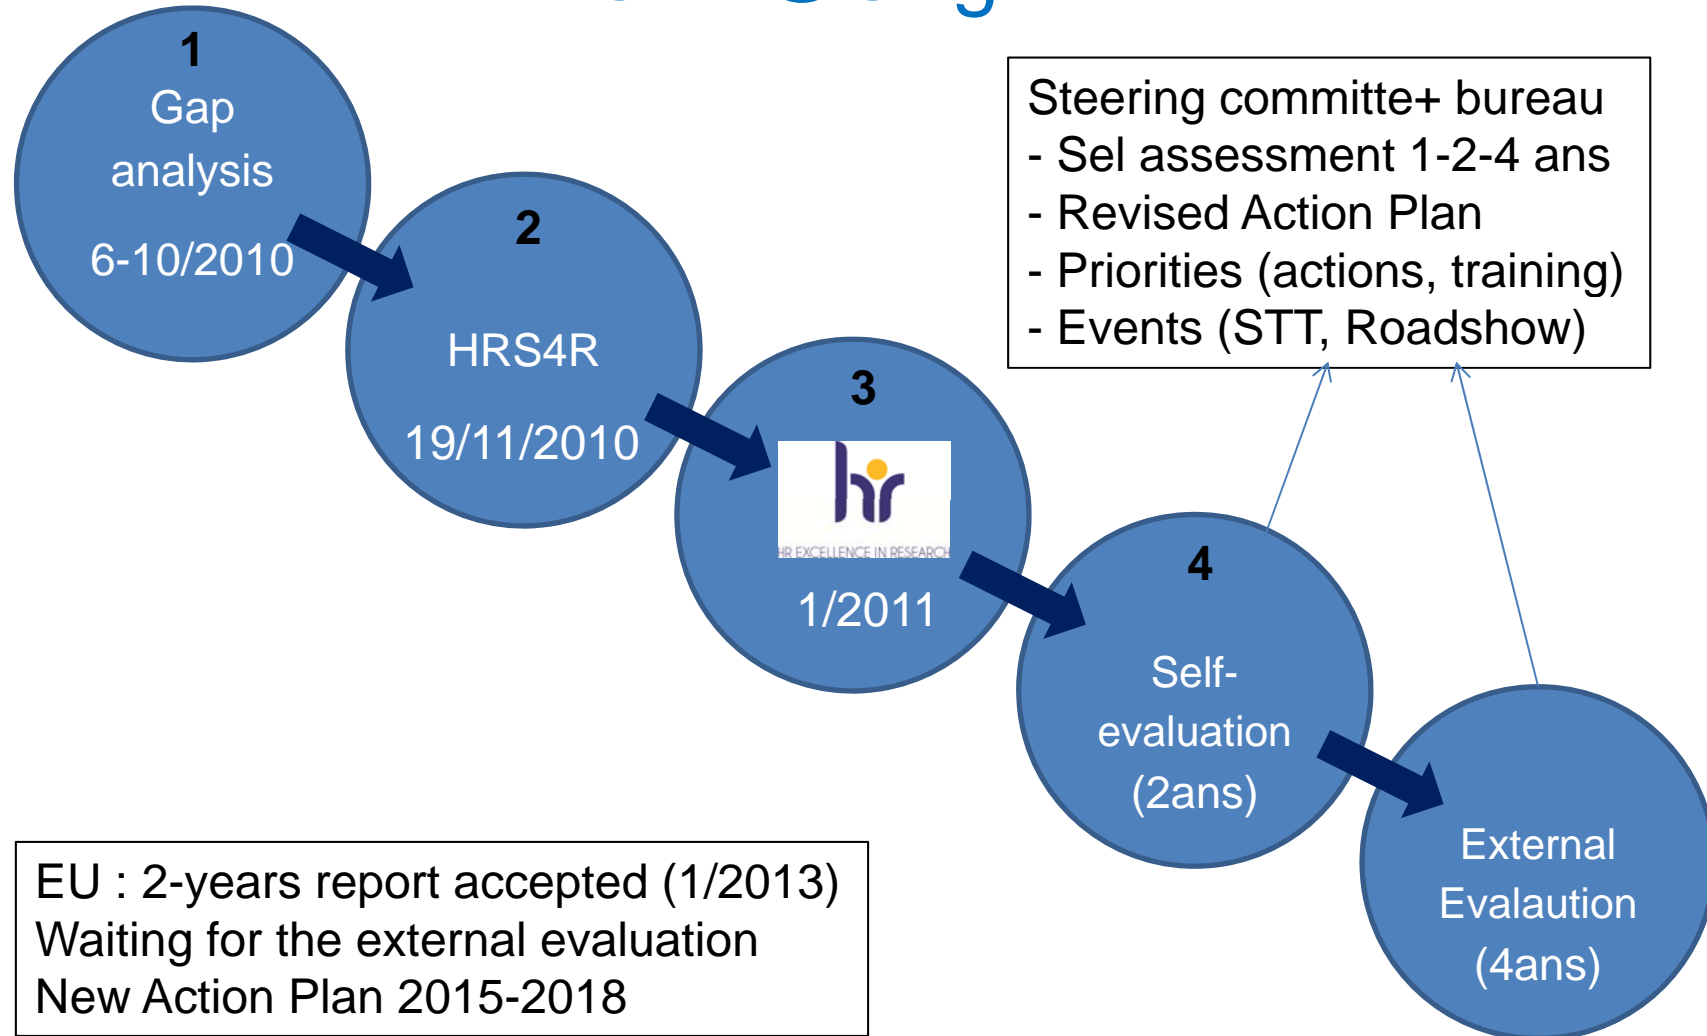 1
Gap
analysis
6-10/2010
2
HRS4R
19/11/2010
3
hr
HR EXCELLENCE IN RESEARCH
1/2011
4
Self-
evaluation
(2ans)
External
Evalaution
(4ans)
Steering committe+ bureau
- Sel assessment 1-2-4 ans
- Revised Action Plan
- Priorities (actions, training)
- Events (STT, Roadshow)
EU : 2-years report accepted (1/2013)
Waiting for the external evaluation
New Action Plan 2015-2018